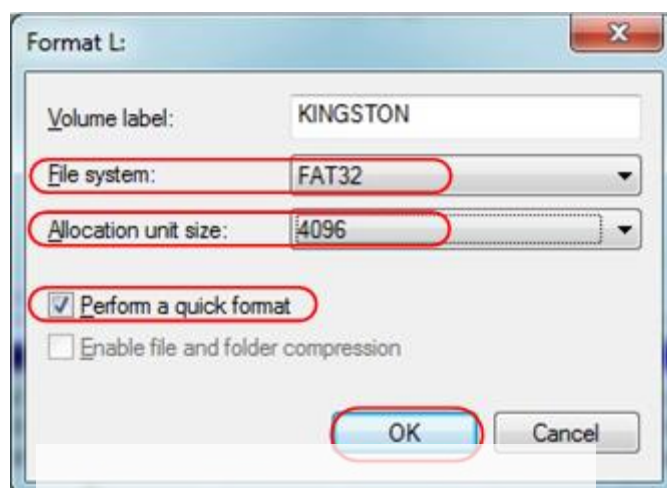 Format L:
Volume label: KINGSTON
File system: FAT32
Allocation unit size: 4096
Perform a quick format
Enable file and folder compression
OK Cancel